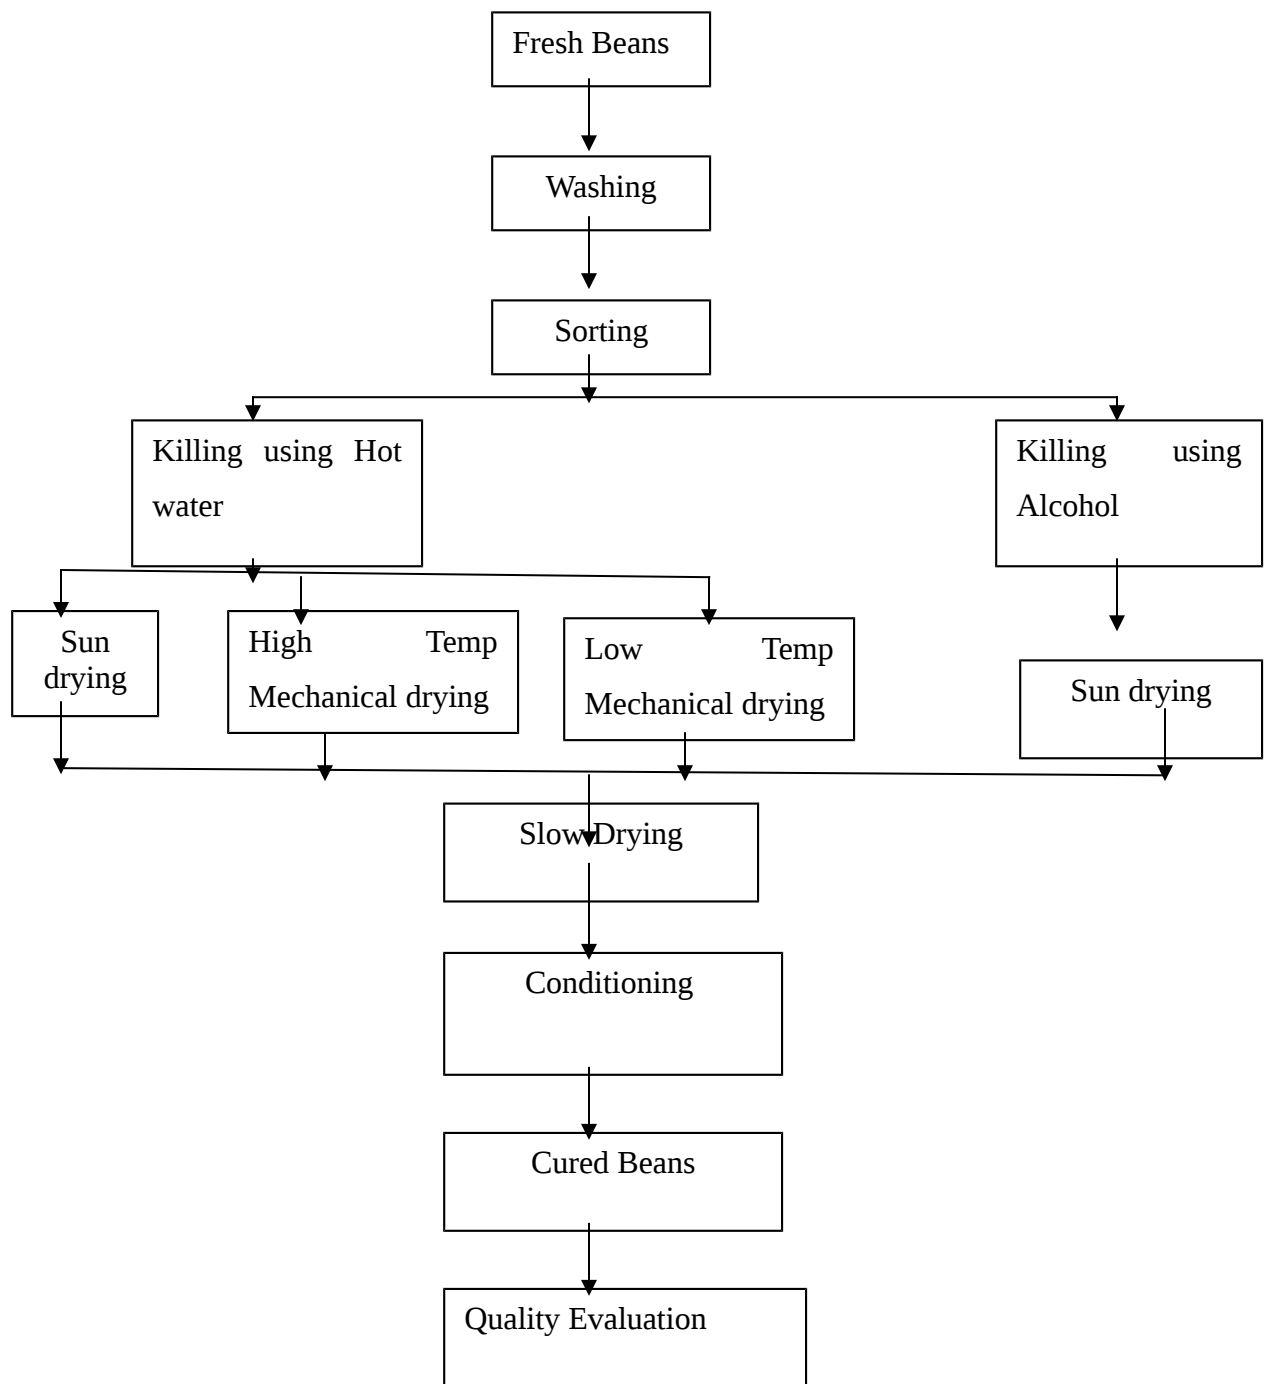 Fresh Beans
Washing
Sorting
Killing using Hot
water
Killing using
Alcohol
Sun
drying
High Temp
Mechanical drying
Low Temp
Mechanical drying
Sun drying
Slow Drying
Conditioning
Cured Beans
Quality Evaluation